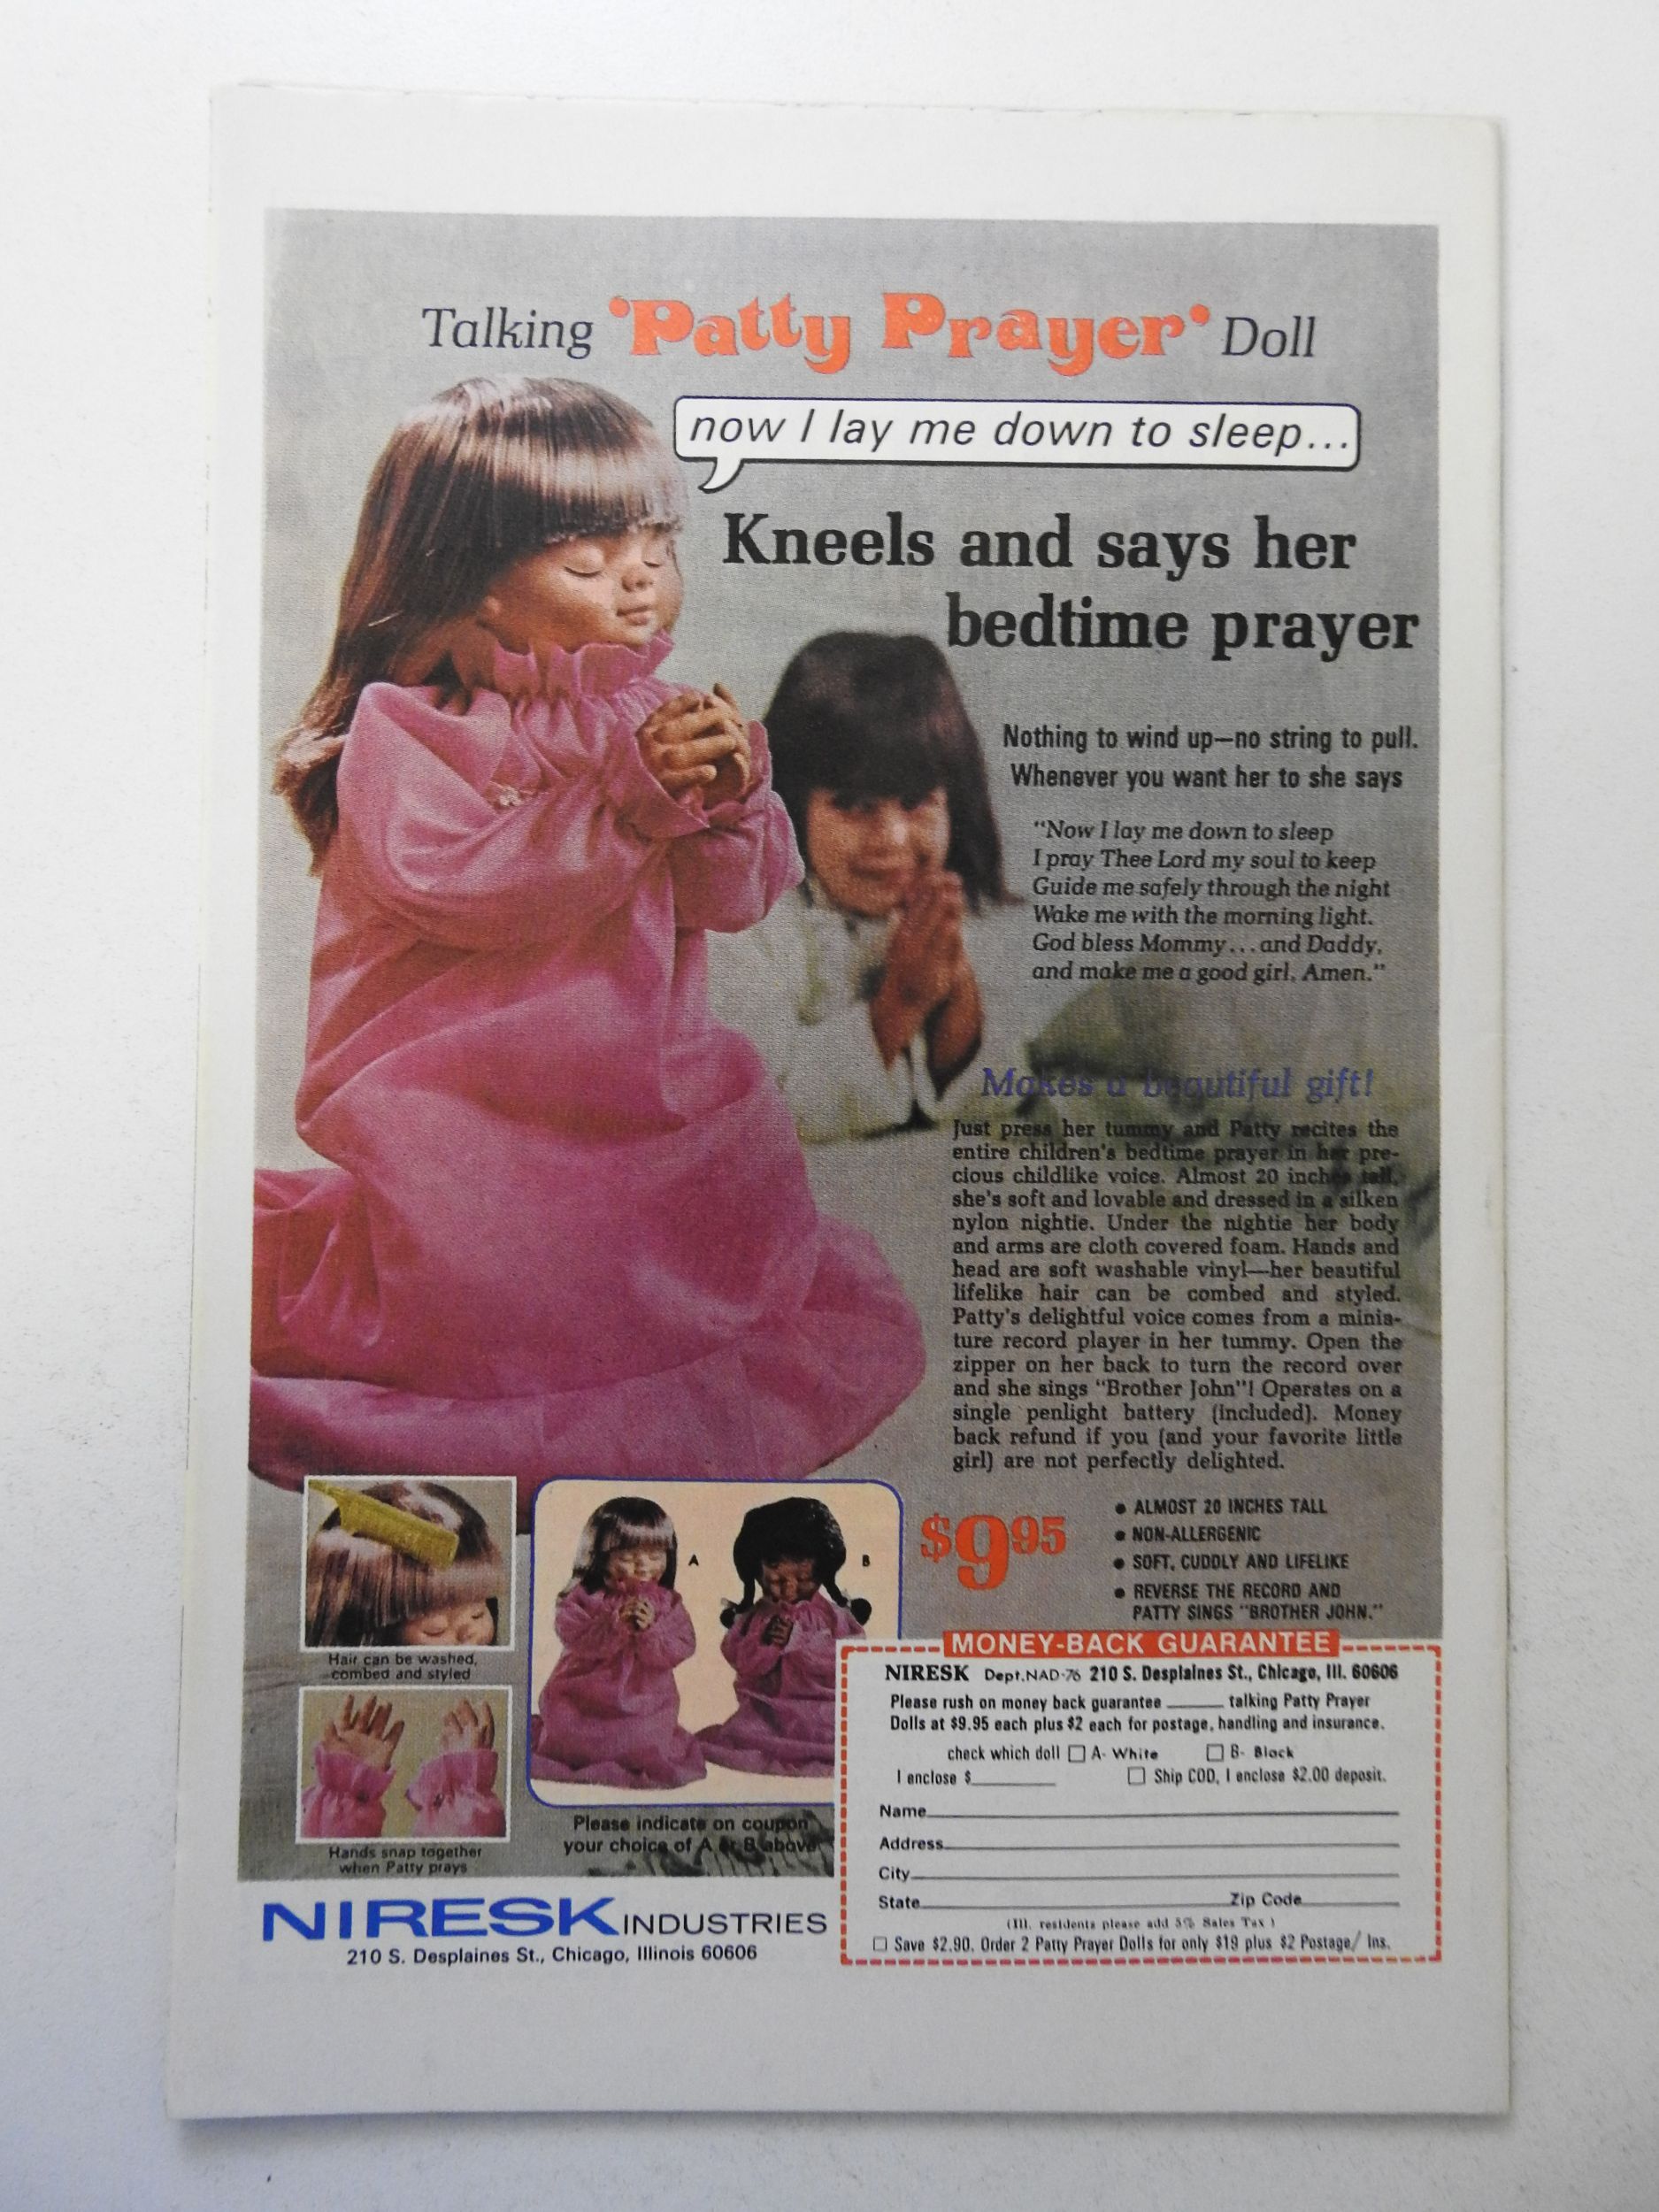 Talking 'Patty Prayer' Doll
now I lay me down to sleep...
Kneels and says her
bedtime prayer
Nothing to wind up—no string to pull.
Whenever you want her to she says
"Now I lay me down to sleep
I pray Thee Lord my soul to keep
Guide me safely through the night
Wake me with the morning light.
God bless Mommy...and Daddy,
and make me a good girl, Amen."
Makes a beautiful gift!
Just press her tummy and Patty recites the
entire children's bedtime prayer in her pre-
cious childlike voice. Almost 20 inches tall,
she's soft and lovable and dressed in a silken
nylon nightie. Under the nightie her body
and arms are cloth covered foam. Hands and
head are soft washable vinyl—her beautiful
lifelike hair can be combed and styled.
Patty's delightful voice comes from a minia-
ture record player in her tummy. Open the
zipper on her back to turn the record over
and she sings "Brother John"! Operates on a
single penlight battery (included). Money
back refund if you (and your favorite little
girl) are not perfectly delighted.
$9.95
• ALMOST 20 INCHES TALL
• NON-ALLERGENIC
• SOFT, CUDDLY AND LIFELIKE
• REVERSE THE RECORD AND
PATTY SINGS "BROTHER JOHN."
A
B
Hair can be washed,
combed and styled
Hands snap together
when Patty prays
Please indicate on coupon
your choice of A or B above
NIRESK INDUSTRIES
210 S. Desplaines St., Chicago, Illinois 60606
MONEY-BACK GUARANTEE
NIRESK Dept. NAD-76 210 S. Desplaines St., Chicago, Ill. 60606
Please rush on money back guarantee ______ talking Patty Prayer
Dolls at $9.95 each plus $2 each for postage, handling and insurance.
check which doll □ A- White □ B- Black
I enclose $________ □ Ship COD, I enclose $2.00 deposit.
Name
Address
City
State Zip Code
(Ill. residents please add 5% Sales Tax)
□ Save $2.90. Order 2 Patty Prayer Dolls for only $19 plus $2 Postage/ Ins.